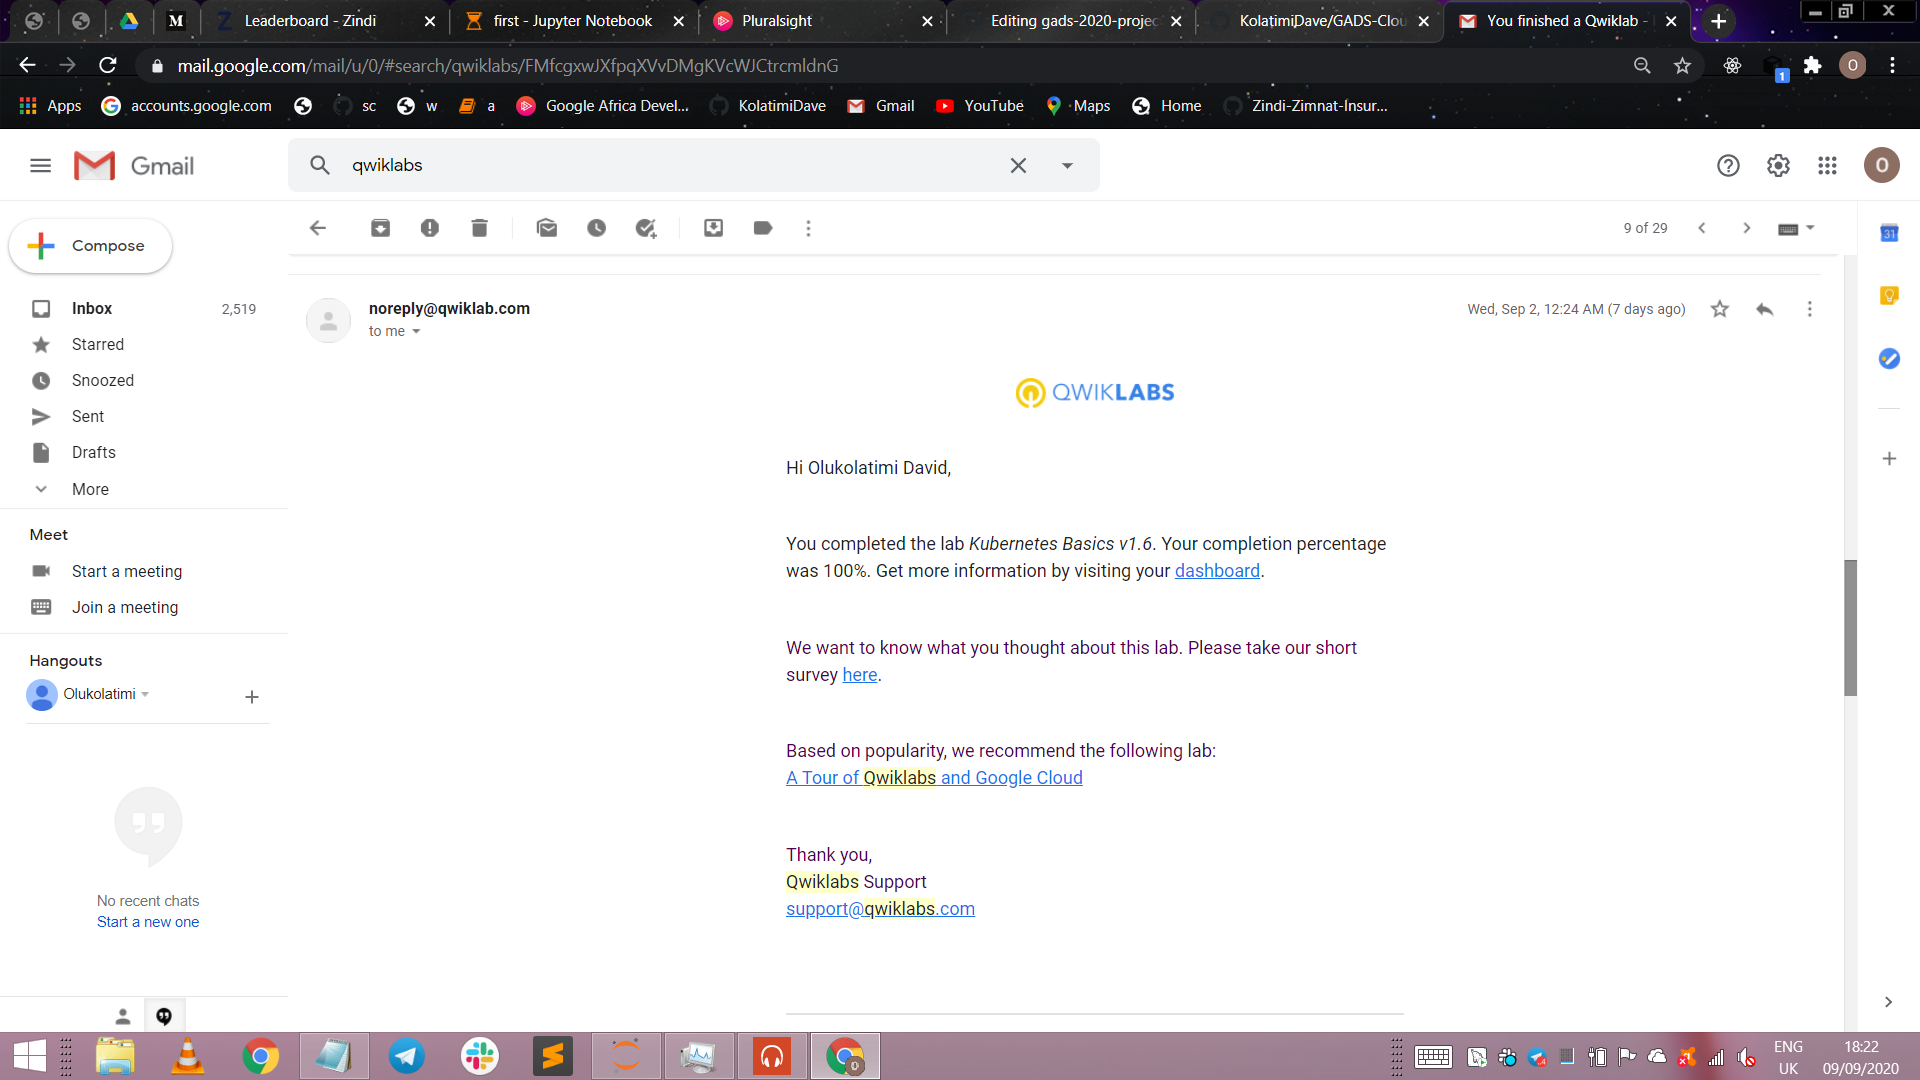 Leaderboard - Zindi
first - Jupyter Notebook
Pluralsight
Editing gads-2020-projec
KolatimiDave/GADS-Clou
You finished a Qwiklab -
mail.google.com/mail/u/0/#search/qwiklabs/FMfcgxwJXfpqXVvDMgKVcWJCtrcmldnG
O
1
Apps
accounts.google.com
sc
w
a
Google Africa Devel...
KolatimiDave
Gmail
YouTube
Maps
Home
Zindi-Zimnat-Insur...
Gmail
qwiklabs
O
Compose
9 of 29
31
Inbox 2,519
Starred
Snoozed
Sent
Drafts
More
Meet
Start a meeting
Join a meeting
Hangouts
Olukolatimi
No recent chats
Start a new one
noreply@qwiklab.com
to me
Wed, Sep 2, 12:24 AM (7 days ago)
QWIKLABS
Hi Olukolatimi David,
You completed the lab Kubernetes Basics v1.6. Your completion percentage
was 100%. Get more information by visiting your dashboard.
We want to know what you thought about this lab. Please take our short
survey here.
Based on popularity, we recommend the following lab:
A Tour of Qwiklabs and Google Cloud
Thank you,
Qwiklabs Support
support@qwiklabs.com
ENG
UK
18:22
09/09/2020